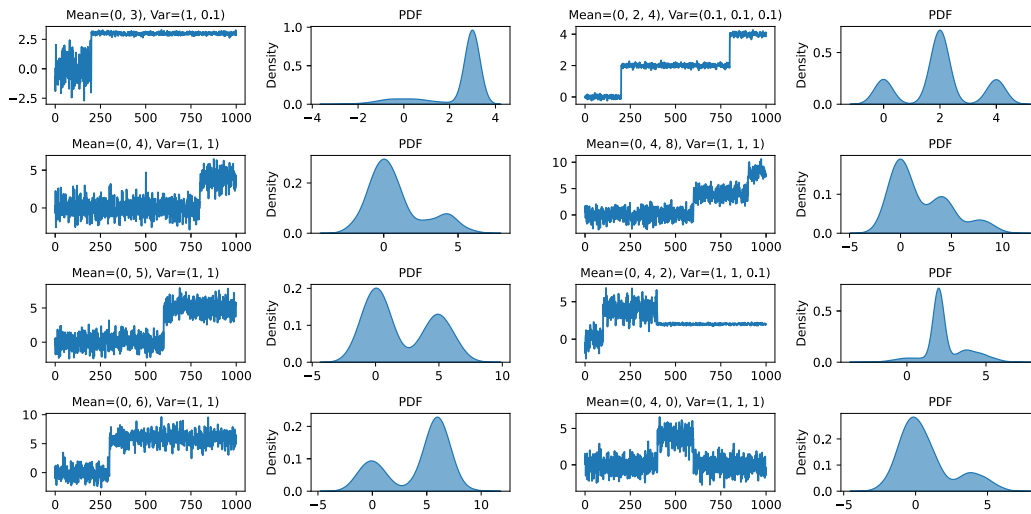 Mean=(0, 3), Var=(1, 0.1)
2.5
0.0
−2.5
0 250 500 750 1000
PDF
Density
1.0
0.5
0.0
−4 −2 0 2 4
Mean=(0, 2, 4), Var=(0.1, 0.1, 0.1)
4
2
0
0 250 500 750 1000
PDF
Density
0.5
0.0
0 2 4
Mean=(0, 4), Var=(1, 1)
5
0
0 250 500 750 1000
PDF
Density
0.2
0.0
0 5
Mean=(0, 4, 8), Var=(1, 1, 1)
10
5
0
0 250 500 750 1000
PDF
Density
0.1
0.0
−5 0 5 10
Mean=(0, 5), Var=(1, 1)
5
0
0 250 500 750 1000
PDF
Density
0.2
0.1
0.0
−5 0 5 10
Mean=(0, 4, 2), Var=(1, 1, 0.1)
5
0
0 250 500 750 1000
PDF
Density
0.5
0.0
0 5
Mean=(0, 6), Var=(1, 1)
10
5
0
0 250 500 750 1000
PDF
Density
0.2
0.1
0.0
−5 0 5 10
Mean=(0, 4, 0), Var=(1, 1, 1)
5
0
0 250 500 750 1000
PDF
Density
0.2
0.1
0.0
−5 0 5